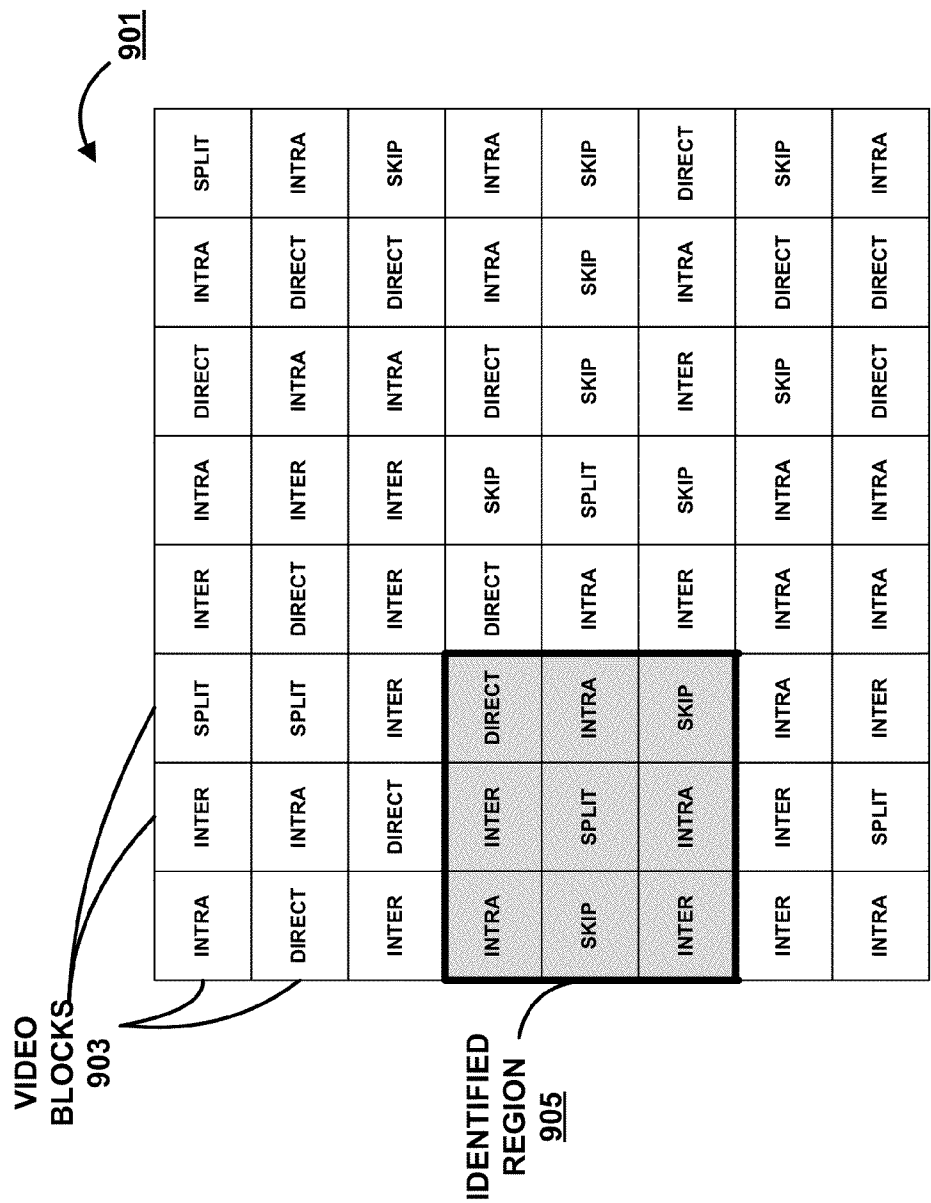 VIDEO
BLOCKS
903
901
INTRA INTER SPLIT INTER INTRA DIRECT INTRA SPLIT
DIRECT INTRA SPLIT DIRECT INTER INTRA DIRECT INTRA
INTER DIRECT INTER INTER INTER INTRA DIRECT SKIP
INTRA INTER DIRECT DIRECT SKIP DIRECT INTRA INTRA
SKIP SPLIT INTRA INTRA SPLIT SKIP SKIP SKIP
INTER INTRA SKIP INTER SKIP INTER INTRA DIRECT
INTER INTER INTRA INTRA INTRA SKIP DIRECT SKIP
INTRA SPLIT INTER INTRA INTRA DIRECT DIRECT INTRA
IDENTIFIED
REGION
905